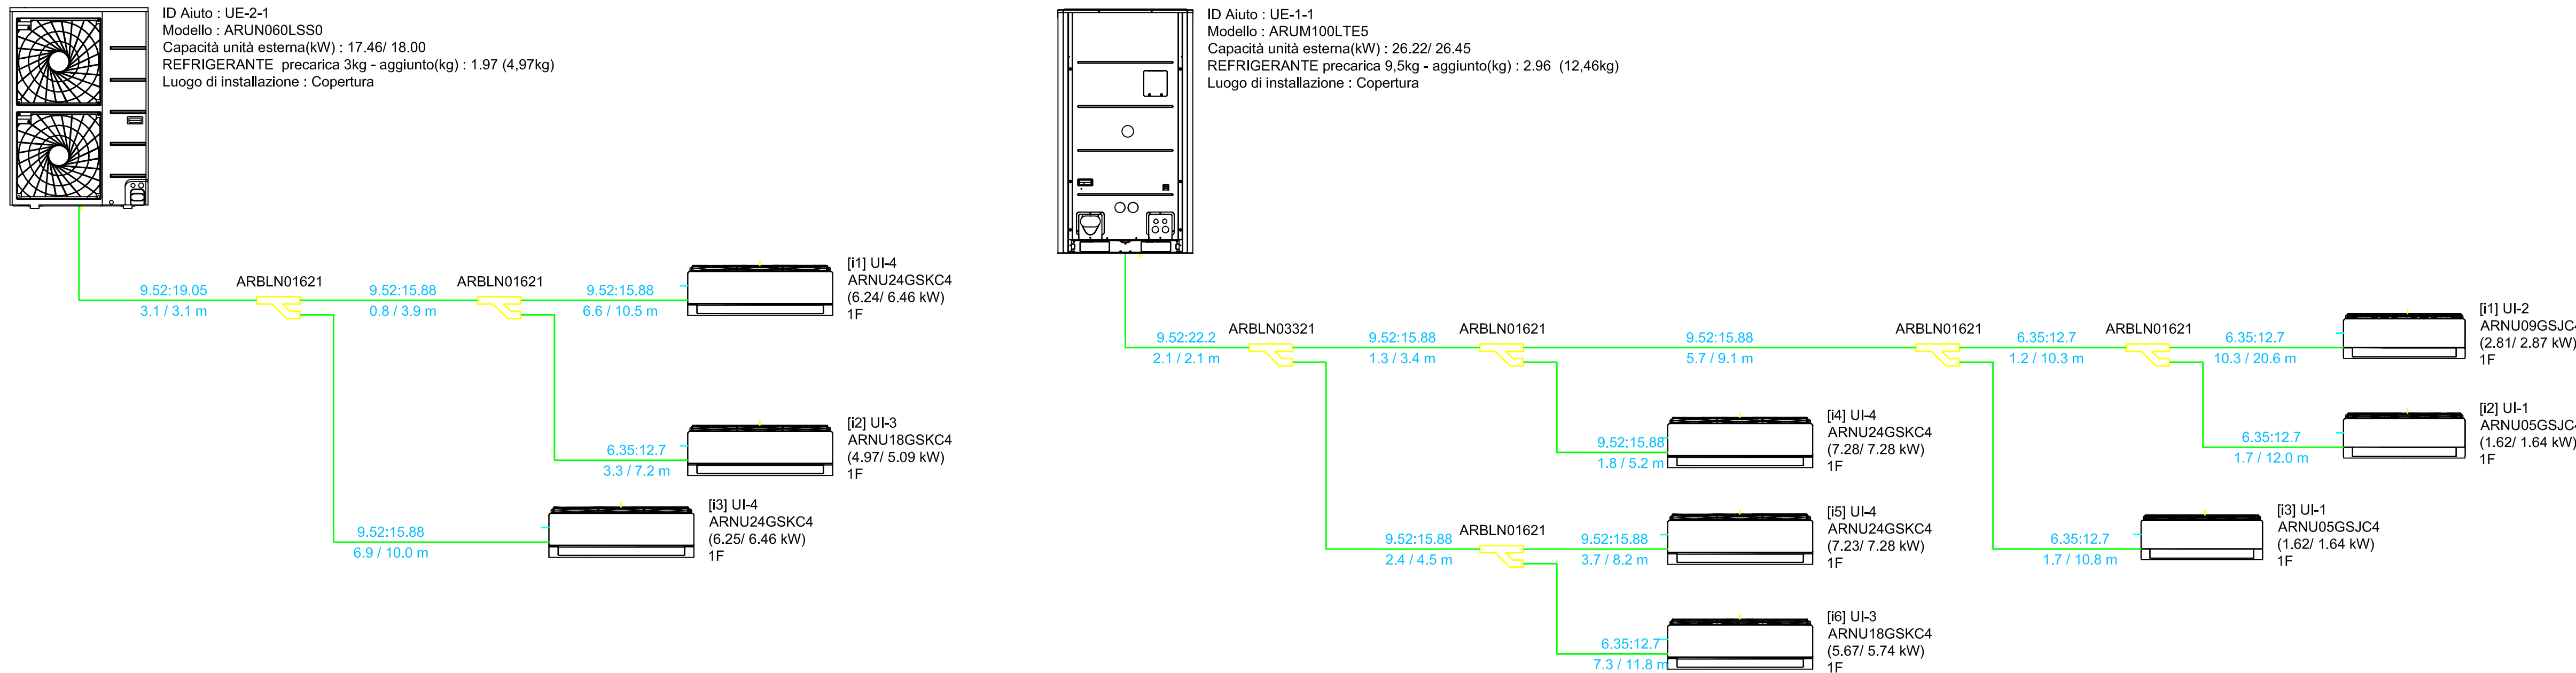 ID Aiuto : UE-2-1
Modello : ARUN060LSS0
Capacità unità esterna(kW) : 17.46/ 18.00
REFRIGERANTE precarica 3kg - aggiunto(kg) : 1.97 (4,97kg)
Luogo di installazione : Copertura
9.52:19.05
3.1 / 3.1 m
ARBLN01621
9.52:15.88
0.8 / 3.9 m
ARBLN01621
9.52:15.88
6.6 / 10.5 m
[i1] UI-4
ARNU24GSKC4
(6.24/ 6.46 kW)
1F
6.35:12.7
3.3 / 7.2 m
[i2] UI-3
ARNU18GSKC4
(4.97/ 5.09 kW)
1F
9.52:15.88
6.9 / 10.0 m
[i3] UI-4
ARNU24GSKC4
(6.25/ 6.46 kW)
1F
ID Aiuto : UE-1-1
Modello : ARUM100LTE5
Capacità unità esterna(kW) : 26.22/ 26.45
REFRIGERANTE precarica 9,5kg - aggiunto(kg) : 2.96 (12,46kg)
Luogo di installazione : Copertura
9.52:22.2
2.1 / 2.1 m
ARBLN03321
9.52:15.88
1.3 / 3.4 m
ARBLN01621
9.52:15.88
5.7 / 9.1 m
ARBLN01621
6.35:12.7
1.2 / 10.3 m
ARBLN01621
6.35:12.7
10.3 / 20.6 m
[i1] UI-2
ARNU09GSJC4
(2.81/ 2.87 kW)
1F
6.35:12.7
1.7 / 12.0 m
[i2] UI-1
ARNU05GSJC4
(1.62/ 1.64 kW)
1F
6.35:12.7
1.7 / 10.8 m
[i3] UI-1
ARNU05GSJC4
(1.62/ 1.64 kW)
1F
9.52:15.88
1.8 / 5.2 m
[i4] UI-4
ARNU24GSKC4
(7.28/ 7.28 kW)
1F
9.52:15.88
2.4 / 4.5 m
ARBLN01621
9.52:15.88
3.7 / 8.2 m
[i5] UI-4
ARNU24GSKC4
(7.23/ 7.28 kW)
1F
6.35:12.7
7.3 / 11.8 m
[i6] UI-3
ARNU18GSKC4
(5.67/ 5.74 kW)
1F